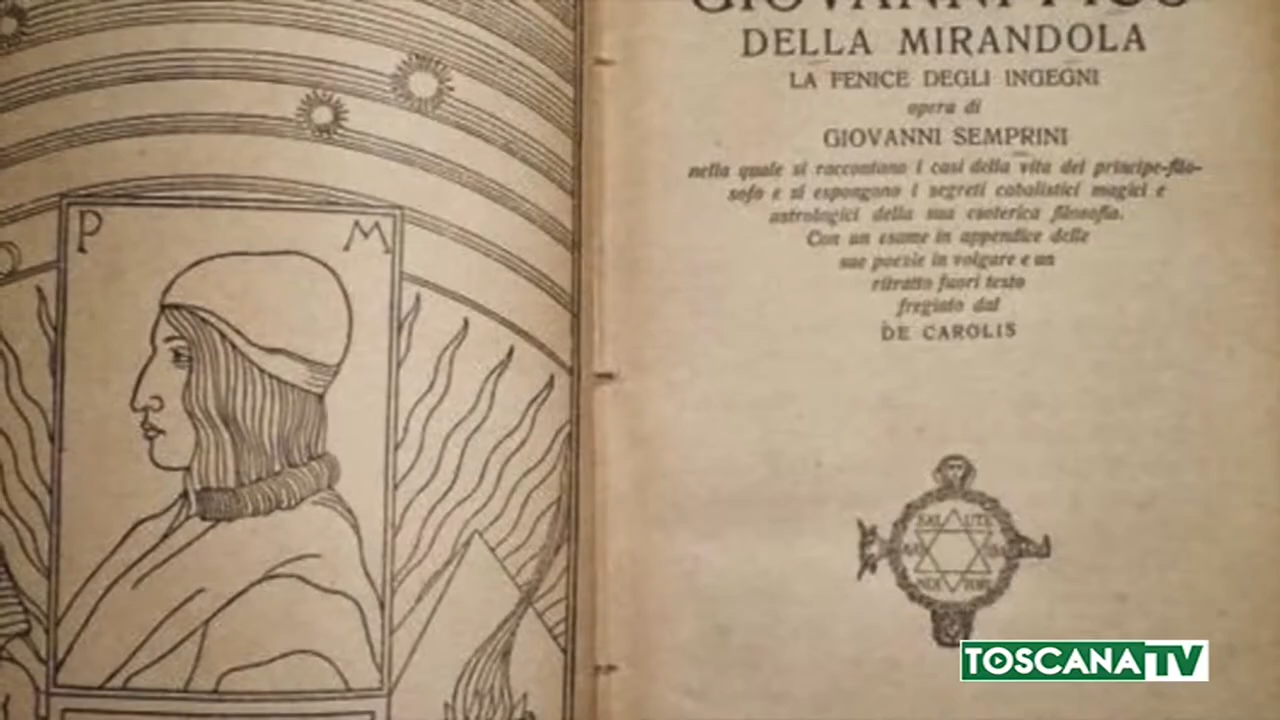 P M
GIOVANNI PICO
DELLA MIRANDOLA
LA FENICE DEGLI INGEGNI
opera di
GIOVANNI SEMPRINI
nella quale si raccontano i casi della vita del principe-filo-
sofo e si espongono i segreti cabalistici magici e
astrologici della sua esoterica filosofia.
Con un esame in appendice delle
sue poesie in volgare e un
ritratto fuori testo
fregiato dal
DE CAROLIS
TOSCANA TV